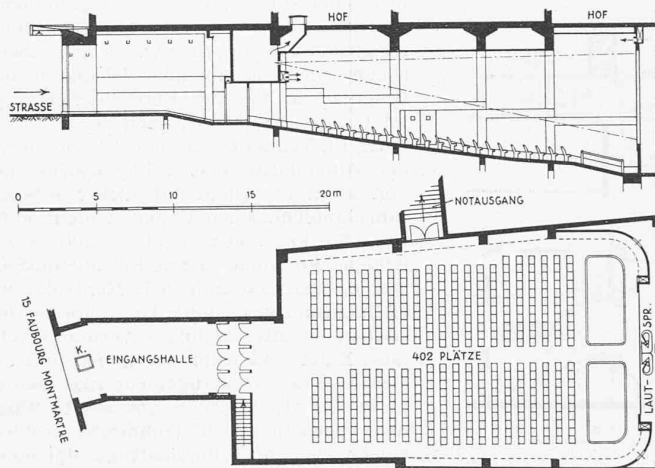 HOF
HOF
STRASSE
0 5 10 15 20 m
NOTAUSGANG
15 FAUBOURG MONTMARTRE
K.
EINGANGSHALLE
402 PLÄTZE
LAUT-
SPR.